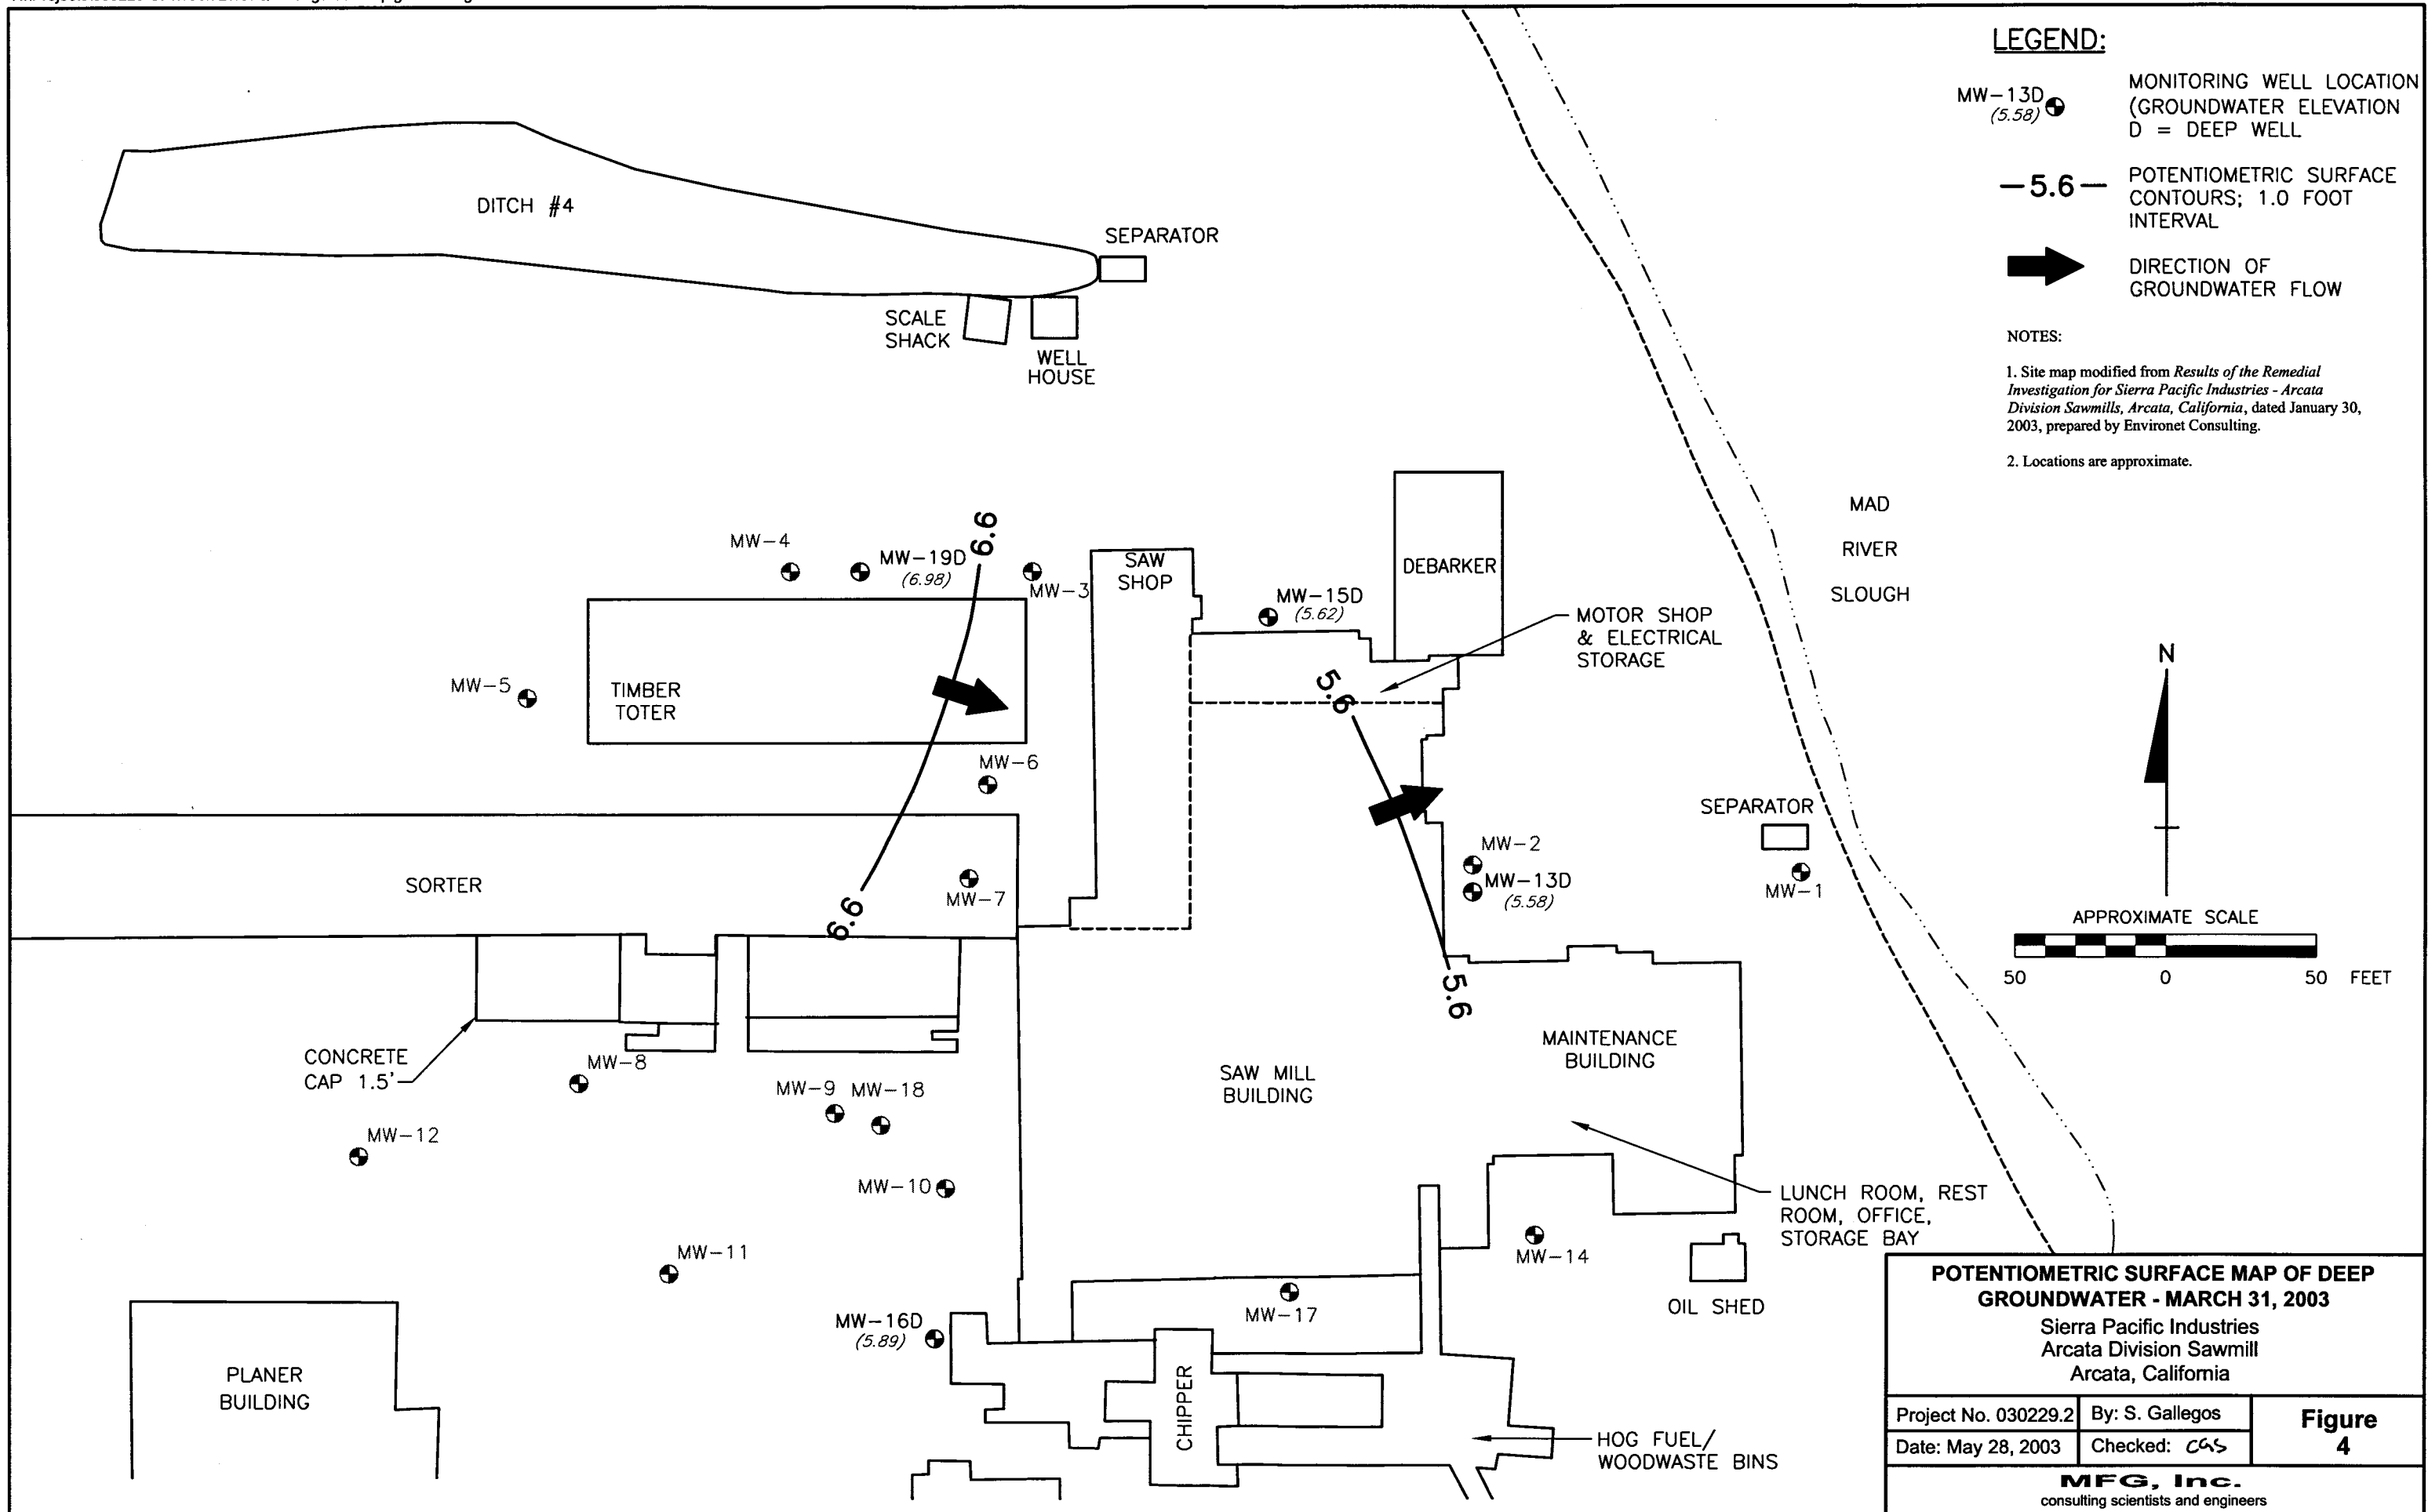 LEGEND:
MW-13D
(5.58)
MONITORING WELL LOCATION
(GROUNDWATER ELEVATION
D = DEEP WELL
-5.6-
POTENTIOMETRIC SURFACE
CONTOURS; 1.0 FOOT
INTERVAL
DIRECTION OF
GROUNDWATER FLOW
NOTES:
1. Site map modified from Results of the Remedial
Investigation for Sierra Pacific Industries - Arcata
Division Sawmills, Arcata, California, dated January 30,
2003, prepared by Environet Consulting.
2. Locations are approximate.
DITCH #4
SEPARATOR
SCALE
SHACK
WELL
HOUSE
MW-4
MW-19D
(6.98)
6.6
MW-3
SAW
SHOP
DEBARKER
MAD
RIVER
SLOUGH
MW-15D
(5.62)
MOTOR SHOP
& ELECTRICAL
STORAGE
N
MW-5
TIMBER
TOTER
5.6
MW-6
SEPARATOR
MW-2
MW-13D
(5.58)
MW-1
SORTER
MW-7
6.6
APPROXIMATE SCALE
50 0 50 FEET
5.6
CONCRETE
CAP 1.5'
MW-8
MW-9 MW-18
SAW MILL
BUILDING
MAINTENANCE
BUILDING
MW-12
MW-10
LUNCH ROOM, REST
ROOM, OFFICE,
STORAGE BAY
MW-11
MW-14
OIL SHED
MW-16D
(5.89)
MW-17
PLANER
BUILDING
CHIPPER
HOG FUEL/
WOODWASTE BINS
POTENTIOMETRIC SURFACE MAP OF DEEP
GROUNDWATER - MARCH 31, 2003
Sierra Pacific Industries
Arcata Division Sawmill
Arcata, California
Project No. 030229.2
By: S. Gallegos
Figure
4
Date: May 28, 2003
Checked: CGS
MFG, Inc.
consulting scientists and engineers